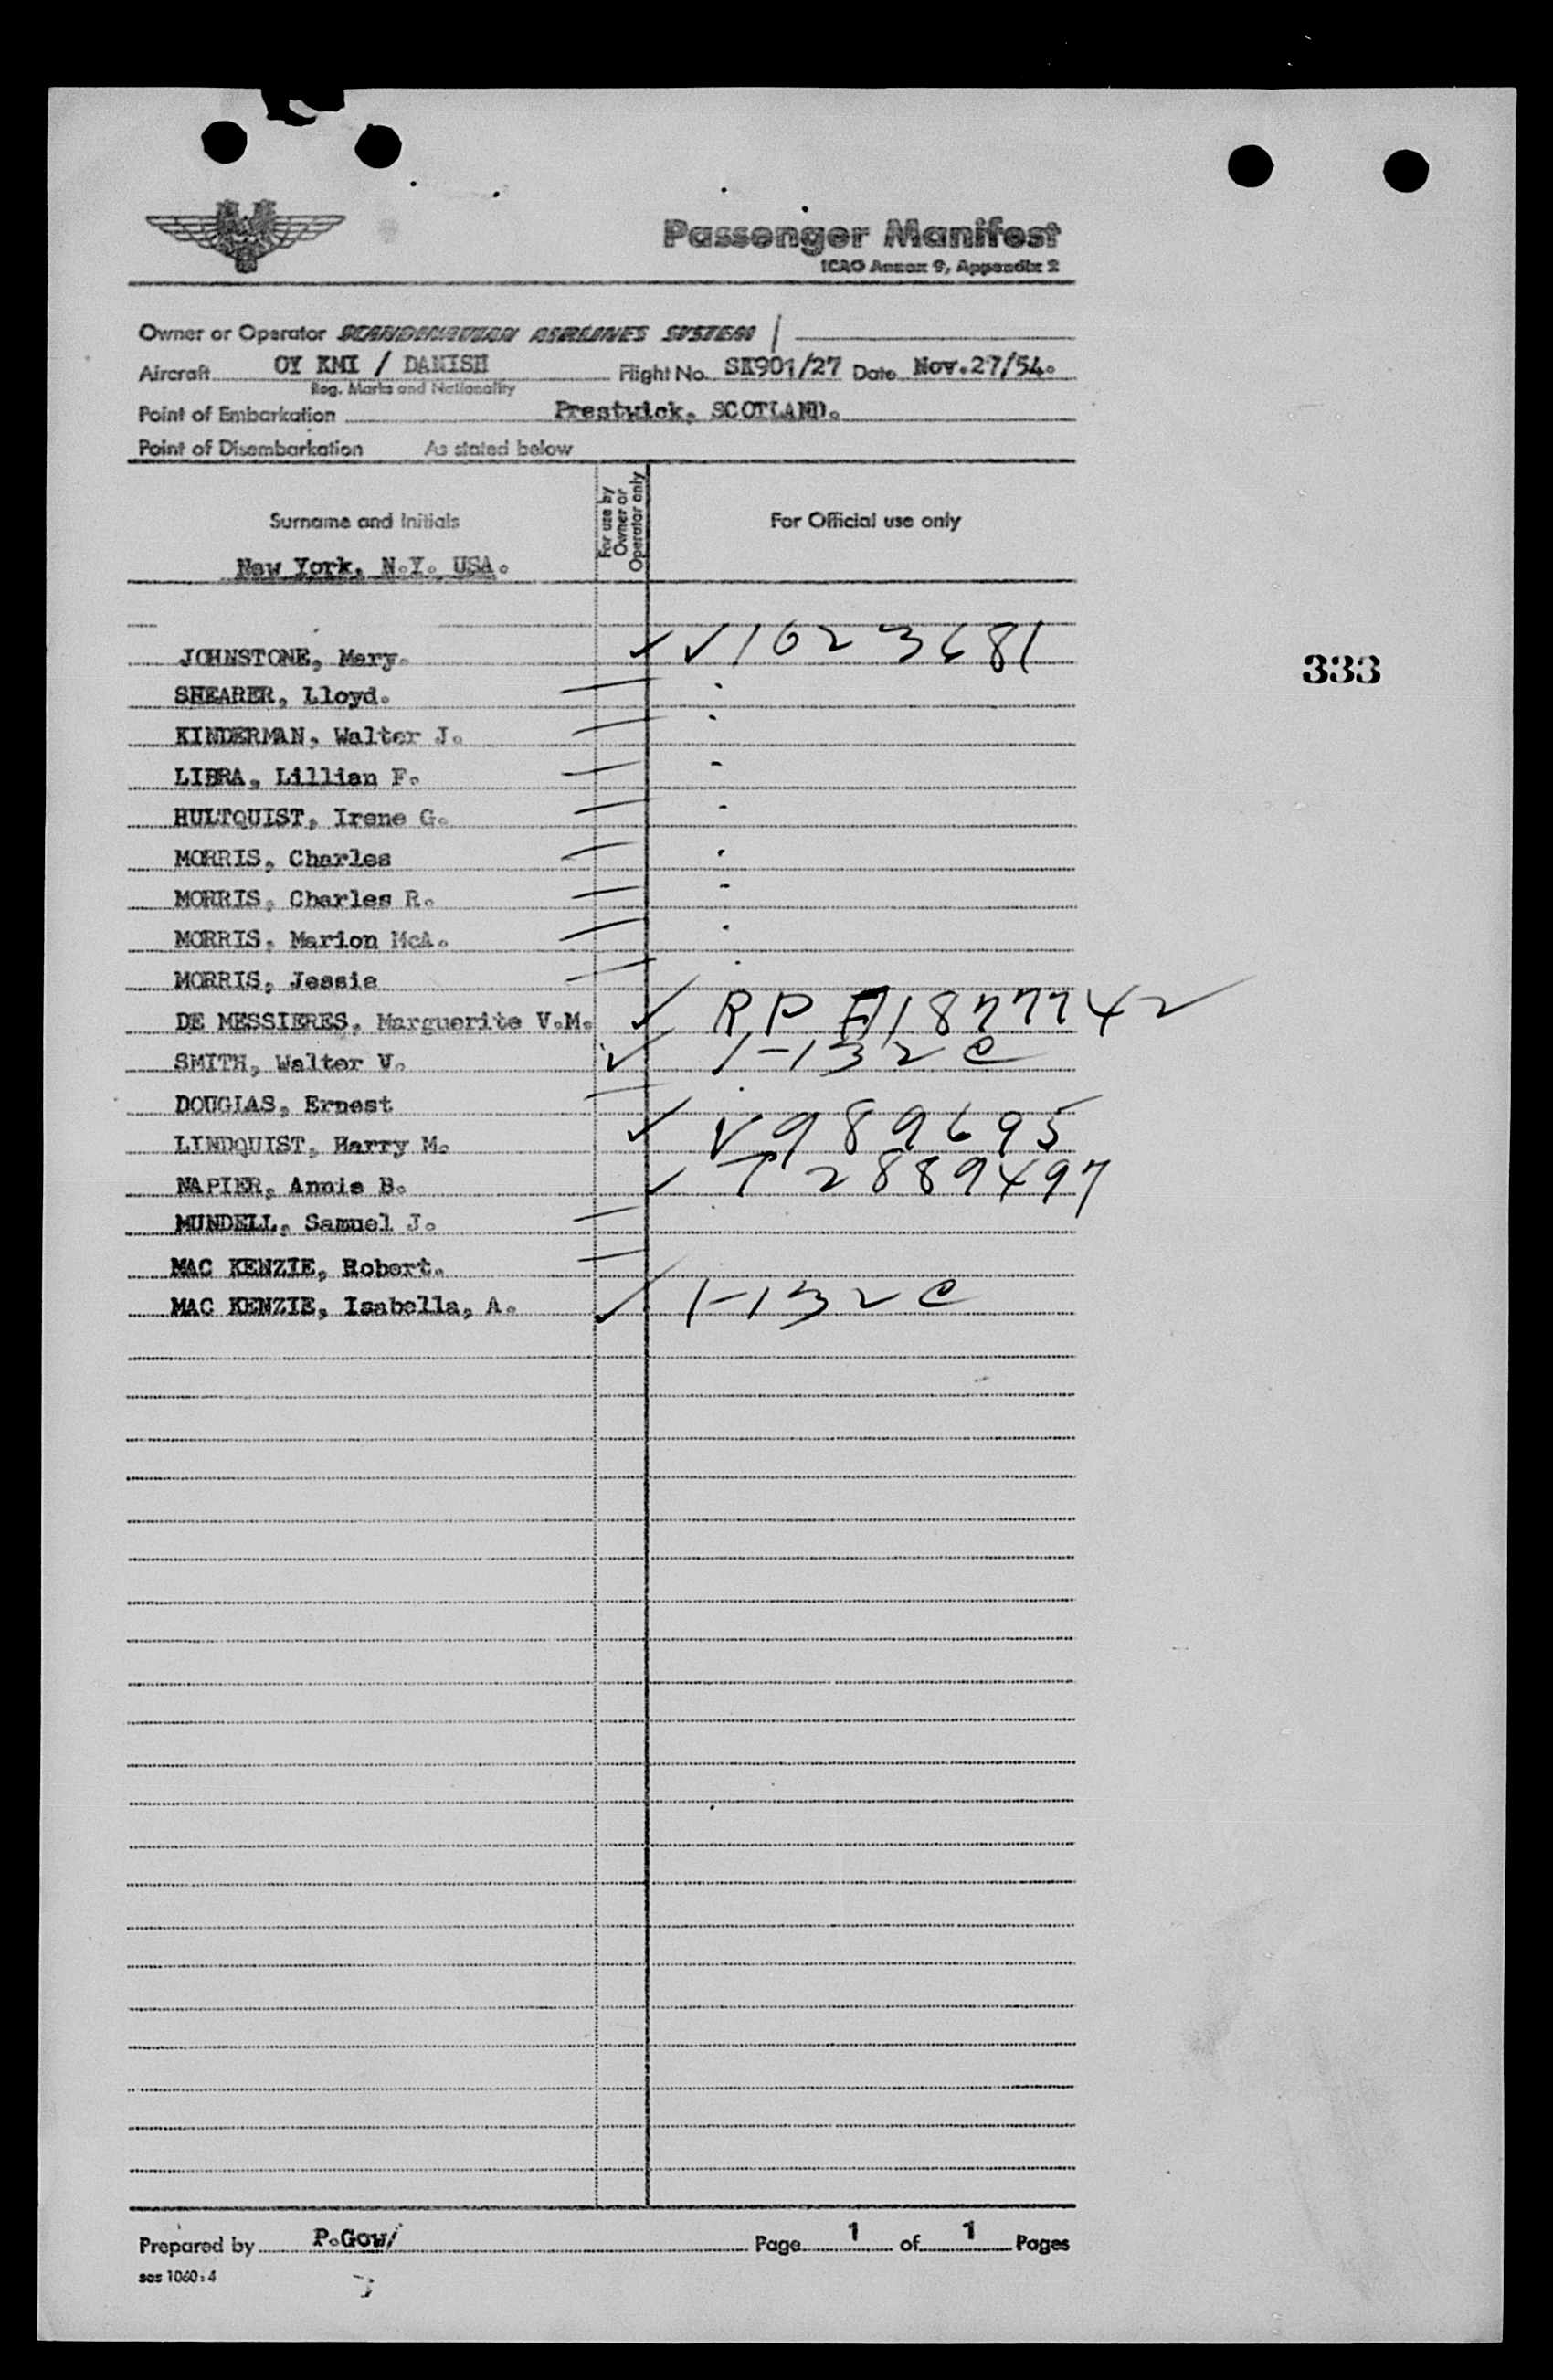 Passenger Manifest
ICAO Annex 9, Appendix 2
Owner or Operator SCANDINAVIAN AIRLINES SYSTEM
Aircraft OY KMI / DANISH Flight No. SK901/27 Date Nov.27/54.
Reg. Marks and Nationality
Point of Embarkation Prestwick, SCOTLAND.
Point of Disembarkation As stated below
Surname and Initials
For use by Owner or Operator only
For Official use only
New York, N.Y. USA.
JOHNSTONE, Mary. ✓ V1023681
333
SHEARER, Lloyd.
KINDERMAN, Walter J.
LIBRA, Lillian F.
HULTQUIST, Irene G.
MORRIS, Charles
MORRIS, Charles R.
MORRIS, Marion McA.
MORRIS, Jessie
DE MESSIERES, Marguerite V.M. ✓ R.P A1877742
SMITH, Walter V. ✓ 1-132 C
DOUGLAS, Ernest
LINDQUIST, Harry M. ✓ V989695
NAPIER, Annie B. ✓ T 2889497
MUNDELL, Samuel J.
MAC KENZIE, Robert.
MAC KENZIE, Isabella, A. ✓ 1-132 C
Prepared by P.Gow/ Page 1 of 1 Pages
sas 1060:4